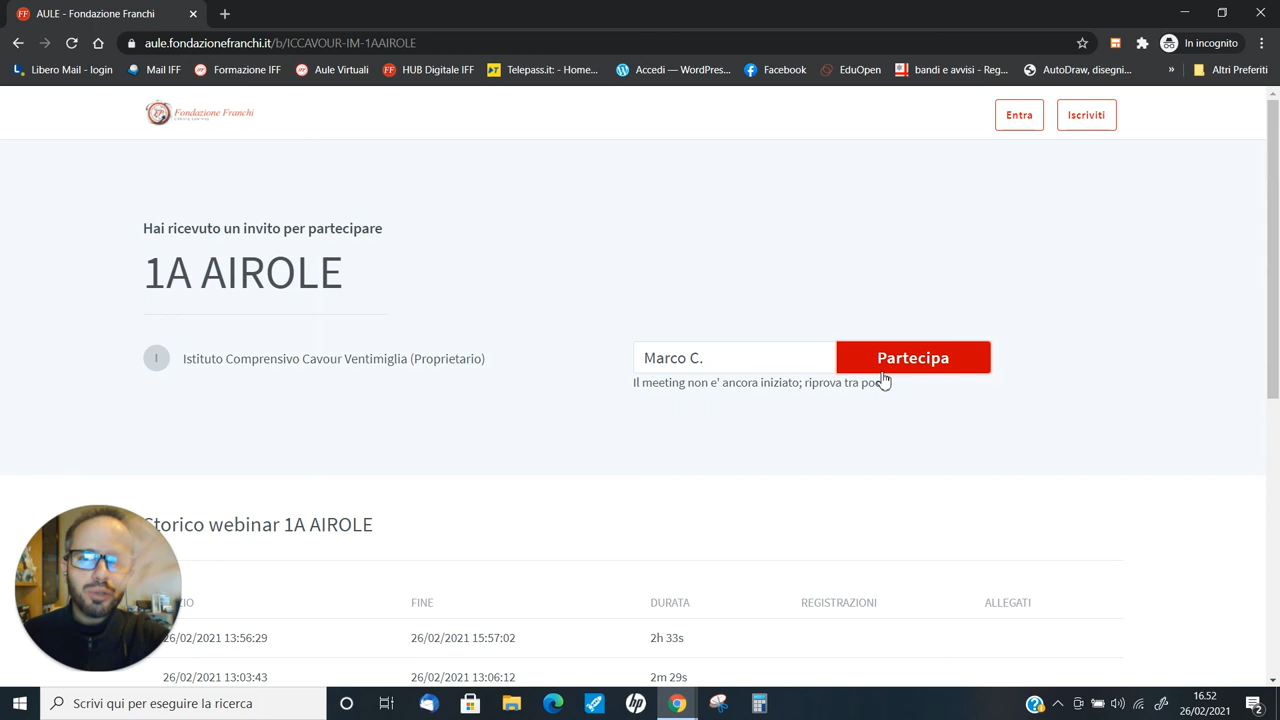 AULE - Fondazione Franchi
aule.fondazionefranchi.it/b/ICCAVOUR-IM-1AAIROLE
In incognito
Libero Mail - login
Mail IFF
Formazione IFF
Aule Virtuali
HUB Digitale IFF
Telepass.it: - Home...
Accedi — WordPres...
Facebook
EduOpen
bandi e avvisi - Reg...
AutoDraw, disegni...
»
Altri Preferiti
Fondazione Franchi
Entra
Iscriviti
Hai ricevuto un invito per partecipare
1A AIROLE
I
Istituto Comprensivo Cavour Ventimiglia (Proprietario)
Marco C.
Partecipa
Il meeting non e' ancora iniziato; riprova tra
Storico webinar 1A AIROLE
FINE
DURATA
REGISTRAZIONI
ALLEGATI
26/02/2021 13:56:29
26/02/2021 15:57:02
2h 33s
26/02/2021 13:03:43
26/02/2021 13:06:12
2m 29s
Scrivi qui per eseguire la ricerca
16.52
26/02/2021
2